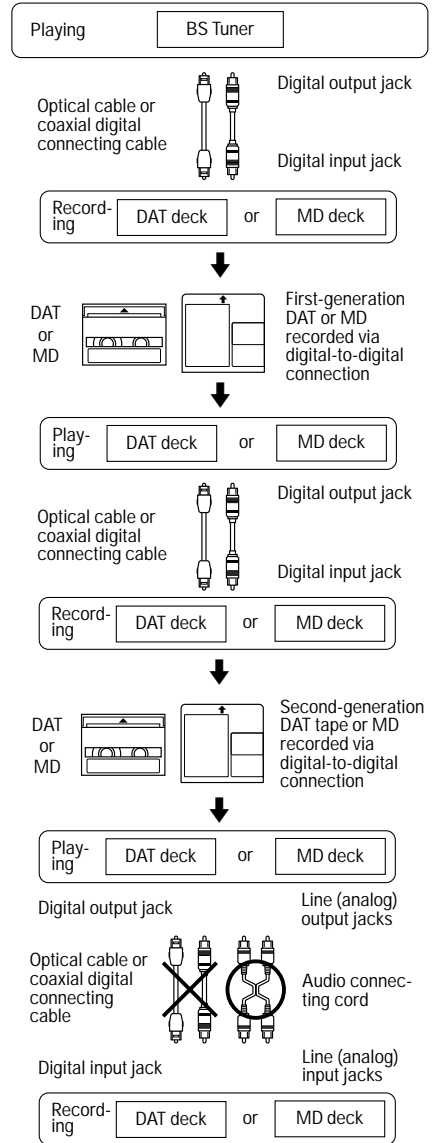 Playing
BS Tuner
Optical cable or
coaxial digital
connecting cable
Digital output jack
Digital input jack
Record-
ing
DAT deck
or
MD deck
DAT
or
MD
First-generation
DAT or MD
recorded via
digital-to-digital
connection
Play-
ing
DAT deck
or
MD deck
Optical cable or
coaxial digital
connecting cable
Digital output jack
Digital input jack
Record-
ing
DAT deck
or
MD deck
DAT
or
MD
Second-generation
DAT tape or MD
recorded via
digital-to-digital
connection
Play-
ing
DAT deck
or
MD deck
Digital output jack
Line (analog)
output jacks
Optical cable or
coaxial digital
connecting
cable
Audio connec-
ting cord
Digital input jack
Line (analog)
input jacks
Record-
ing
DAT deck
or
MD deck